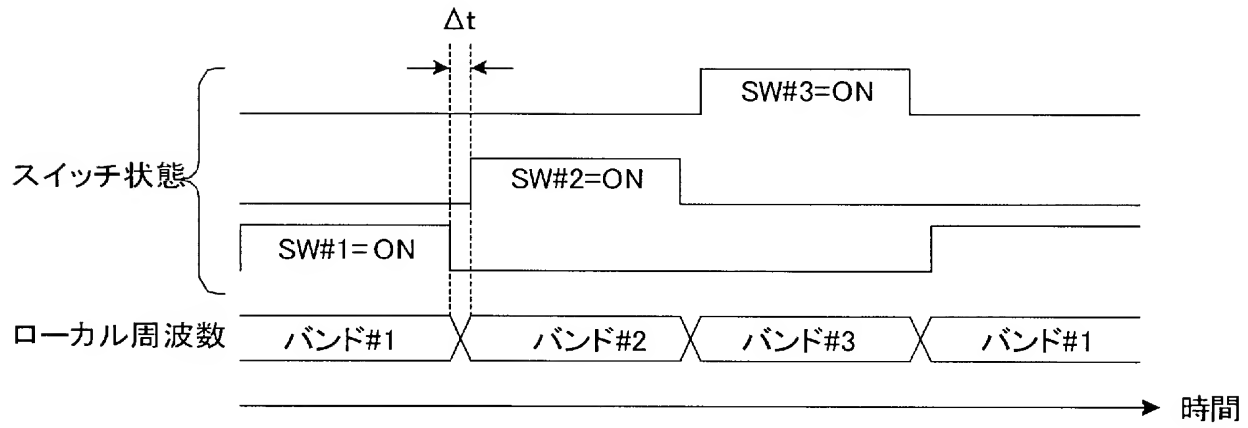 Δt
SW#3=ON
スイッチ状態
SW#2=ON
SW#1=ON
ローカル周波数
バンド#1
バンド#2
バンド#3
バンド#1
時間